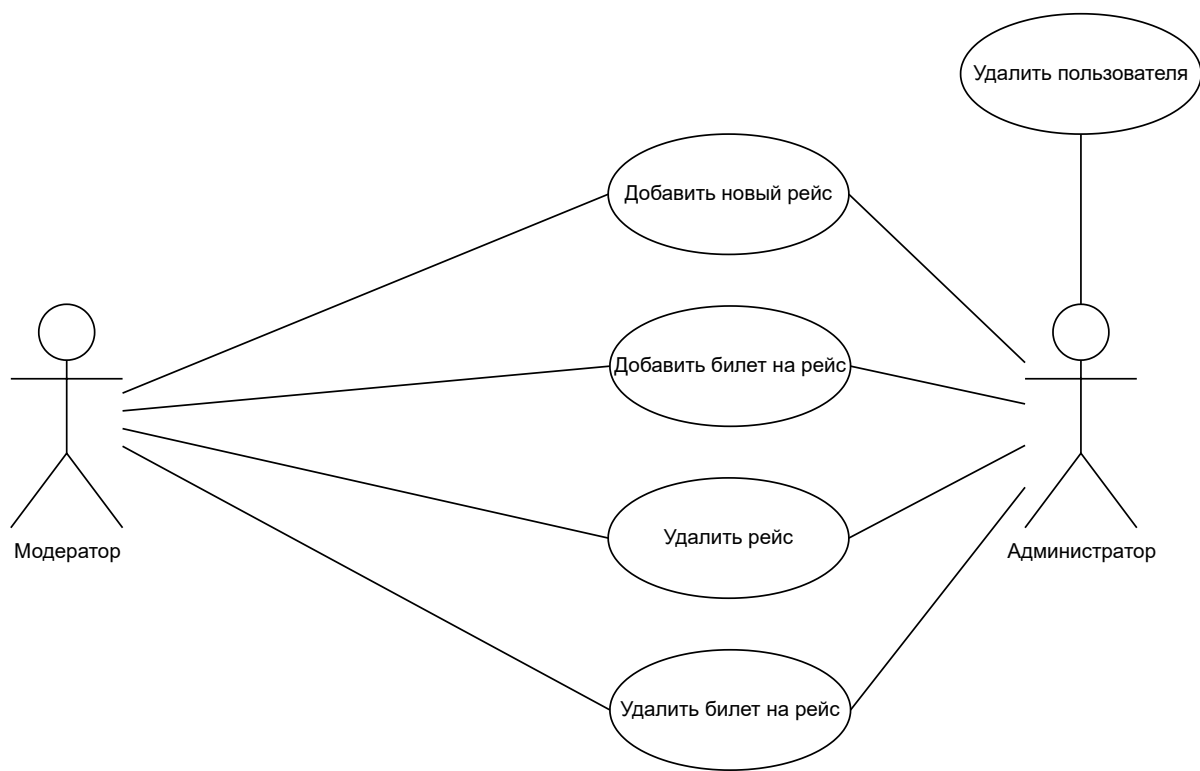 Удалить пользователя
Добавить новый рейс
Добавить билет на рейс
Удалить рейс
Модератор
Администратор
Удалить билет на рейс